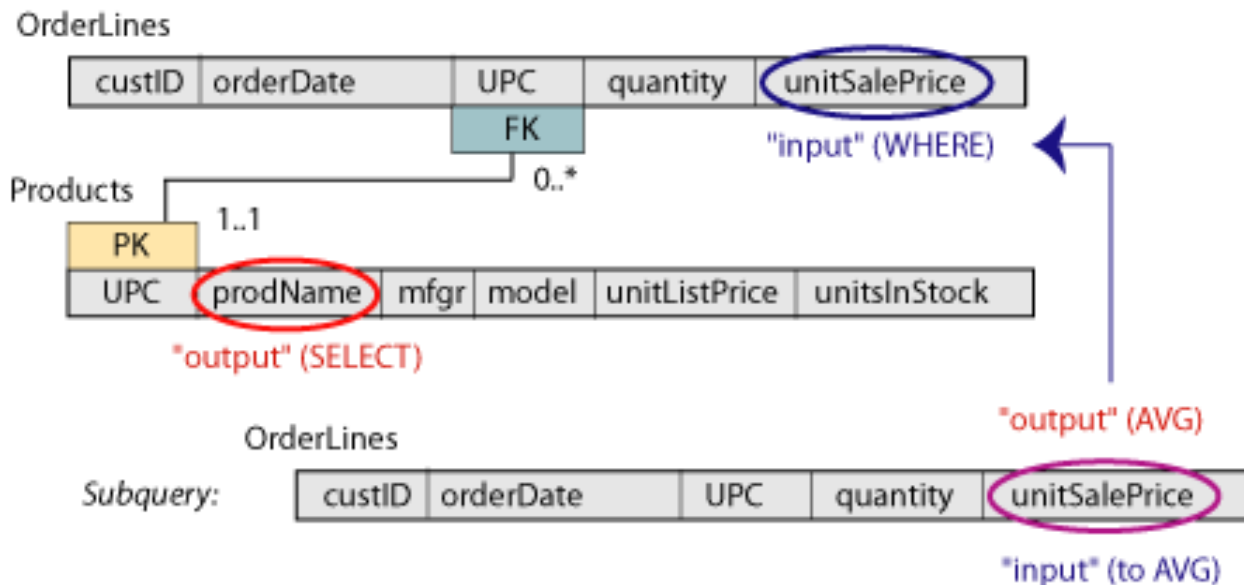 OrderLines
custID orderDate UPC quantity unitSalePrice
FK
"input" (WHERE)
0..*
Products
1..1
PK
UPC prodName mfgr model unitListPrice unitsInStock
"output" (SELECT)
"output" (AVG)
OrderLines
Subquery: custID orderDate UPC quantity unitSalePrice
"input" (to AVG)